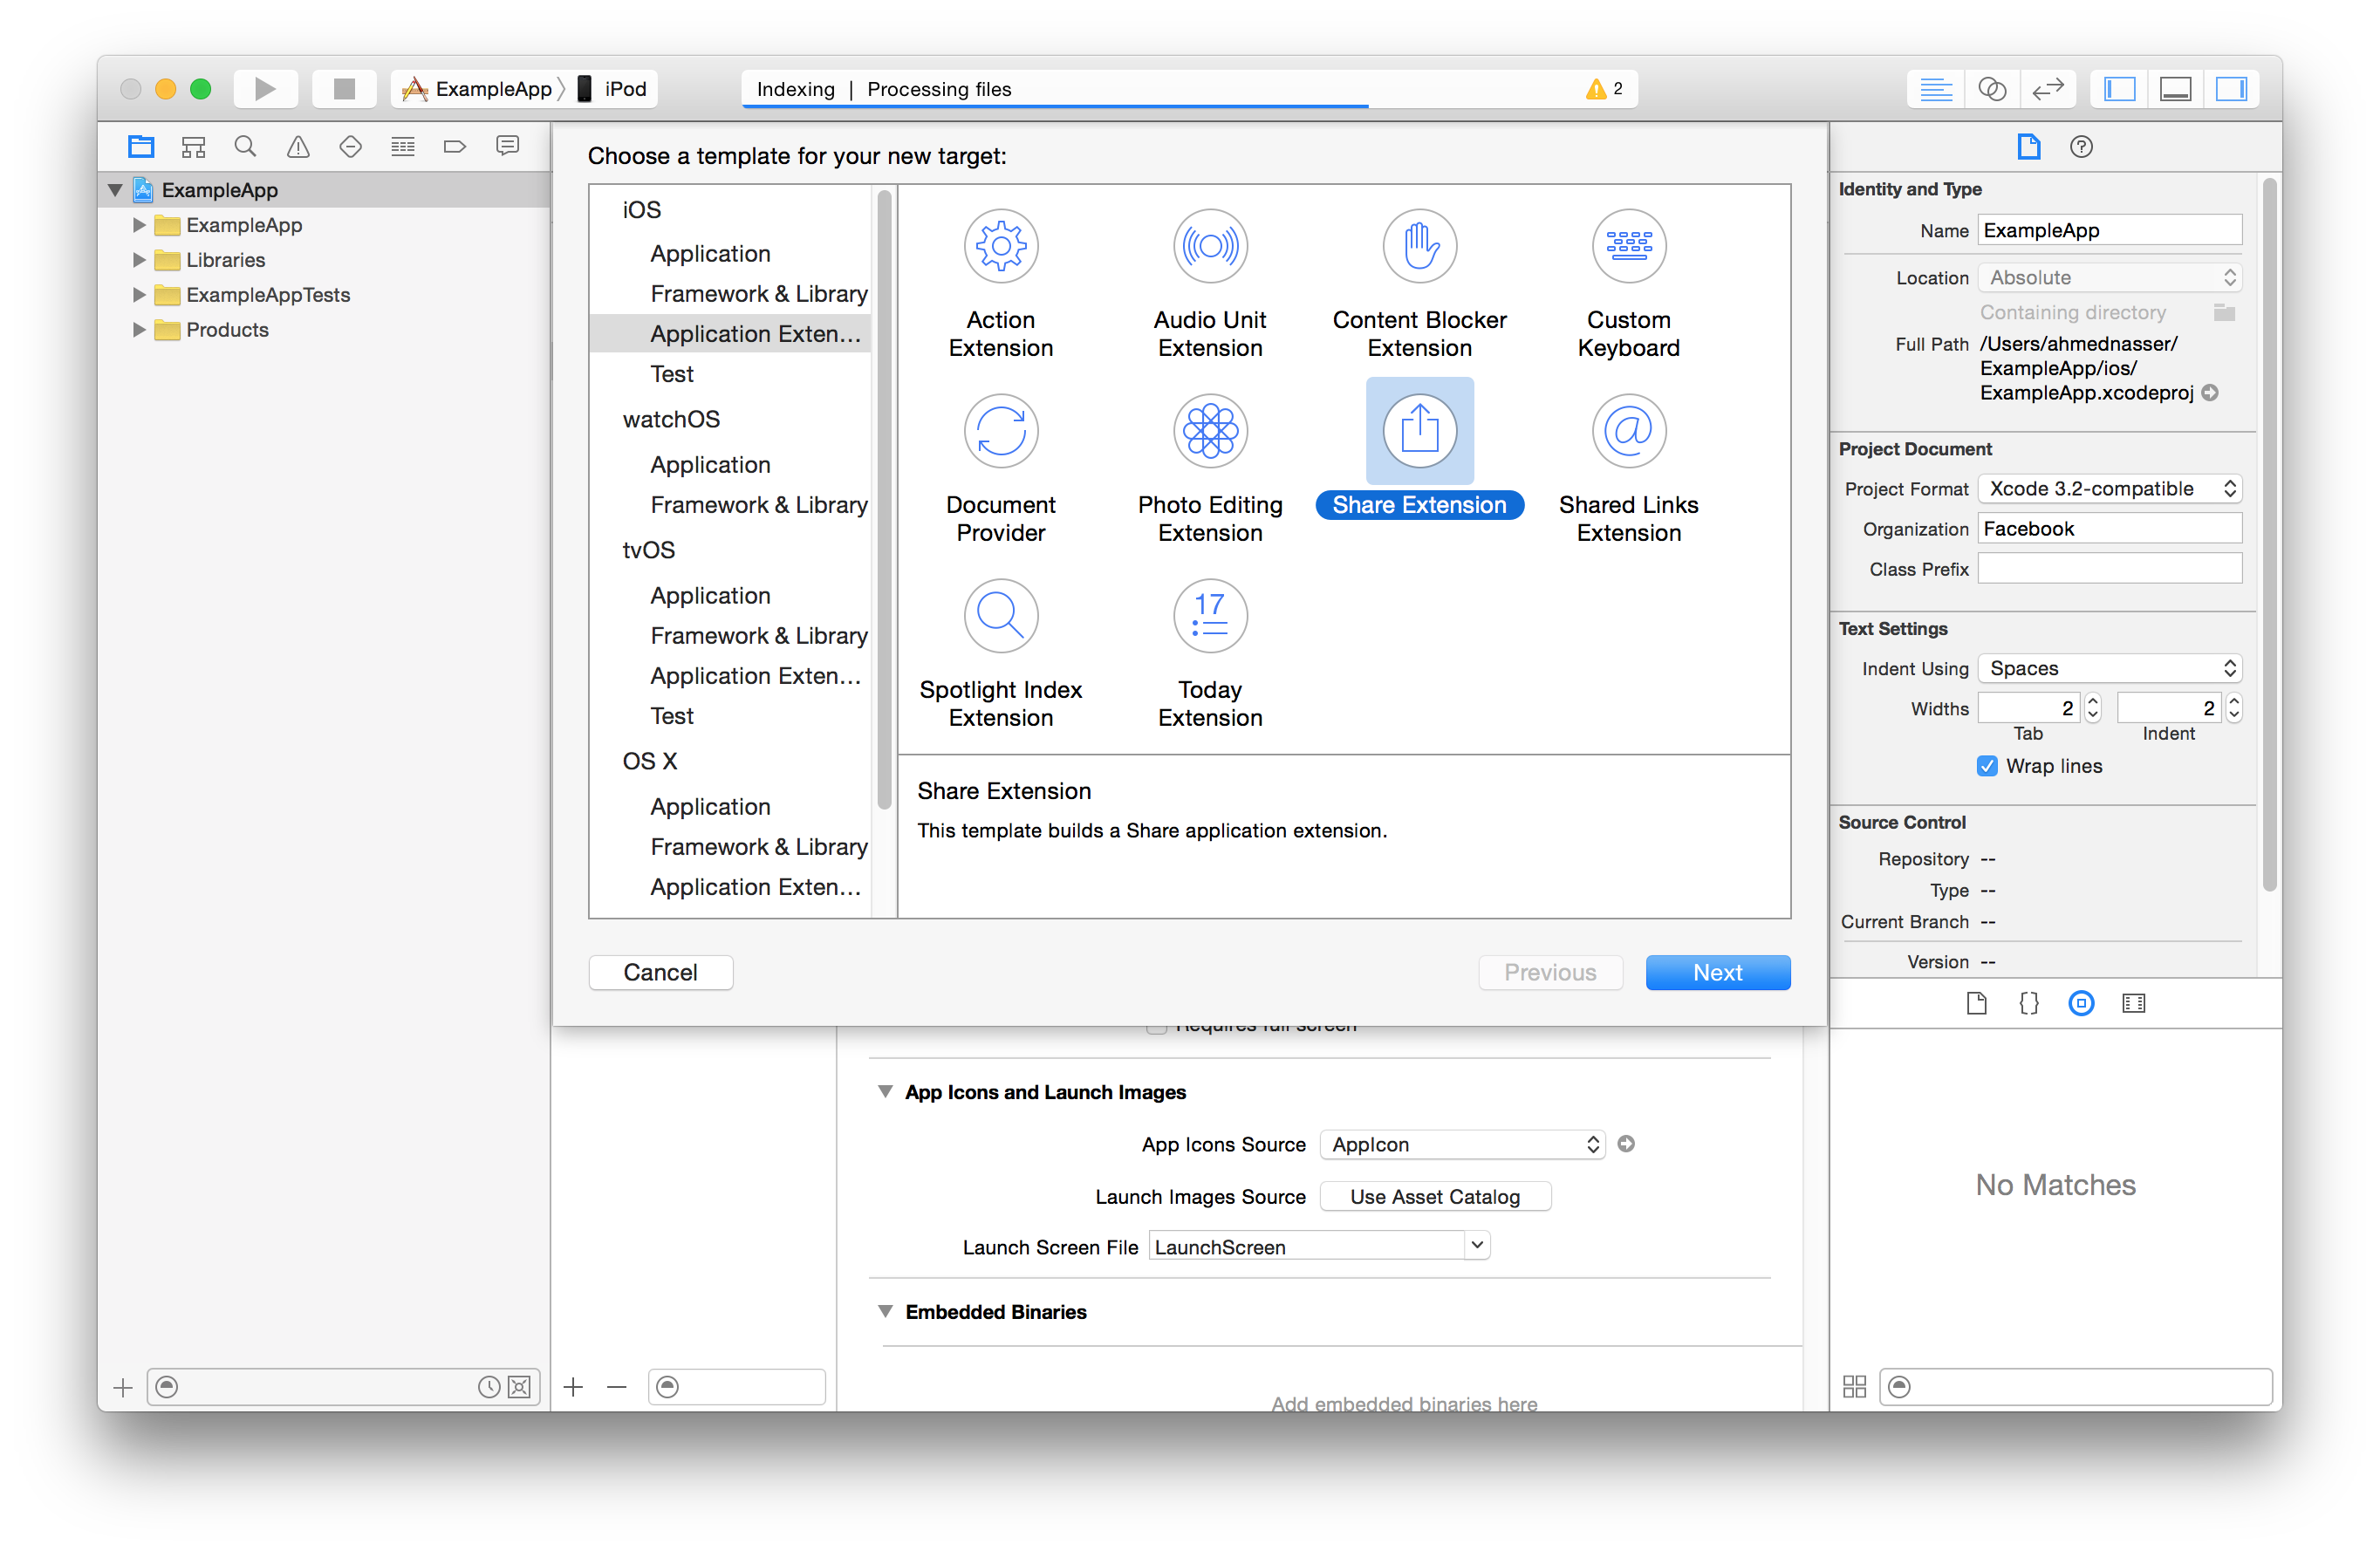 ExampleApp
iPod
Indexing | Processing files
2
ExampleApp
ExampleApp
Libraries
ExampleAppTests
Products
Choose a template for your new target:
iOS
Application
Framework & Library
Application Exten...
Test
watchOS
Application
Framework & Library
tvOS
Application
Framework & Library
Application Exten...
Test
OS X
Application
Framework & Library
Application Exten...
Action
Extension
Audio Unit
Extension
Content Blocker
Extension
Custom
Keyboard
Document
Provider
Photo Editing
Extension
Share Extension
Shared Links
Extension
Spotlight Index
Extension
17
Today
Extension
Share Extension
This template builds a Share application extension.
Cancel
Previous
Next
Requires full screen
App Icons and Launch Images
App Icons Source
AppIcon
Launch Images Source
Use Asset Catalog
Launch Screen File
LaunchScreen
Embedded Binaries
Add embedded binaries here
Identity and Type
Name ExampleApp
Location Absolute
Containing directory
Full Path /Users/ahmednasser/
ExampleApp/ios/
ExampleApp.xcodeproj
Project Document
Project Format Xcode 3.2-compatible
Organization Facebook
Class Prefix
Text Settings
Indent Using Spaces
Widths 2 2
Tab Indent
Wrap lines
Source Control
Repository --
Type --
Current Branch --
Version --
No Matches